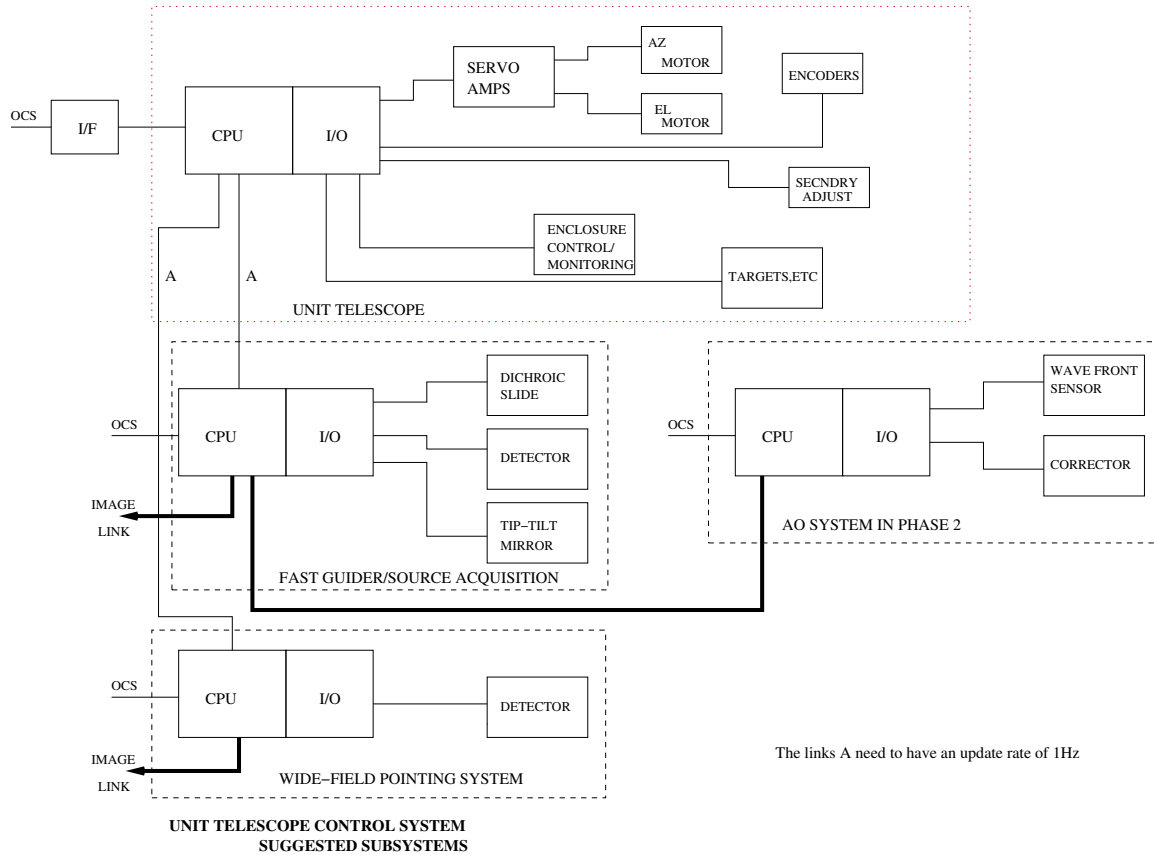 AZ
MOTOR
SERVO
AMPS
ENCODERS
EL
MOTOR
OCS
I/F
CPU
I/O
SECNDRY
ADJUST
ENCLOSURE
CONTROL/
MONITORING
TARGETS,ETC
A
A
UNIT TELESCOPE
DICHROIC
SLIDE
OCS
CPU
I/O
DETECTOR
IMAGE
LINK
TIP−TILT
MIRROR
FAST GUIDER/SOURCE ACQUISITION
WAVE FRONT
SENSOR
OCS
CPU
I/O
CORRECTOR
AO SYSTEM IN PHASE 2
OCS
CPU
I/O
DETECTOR
IMAGE
LINK
WIDE−FIELD POINTING SYSTEM
The links A need to have an update rate of 1Hz
UNIT TELESCOPE CONTROL SYSTEM
SUGGESTED SUBSYSTEMS